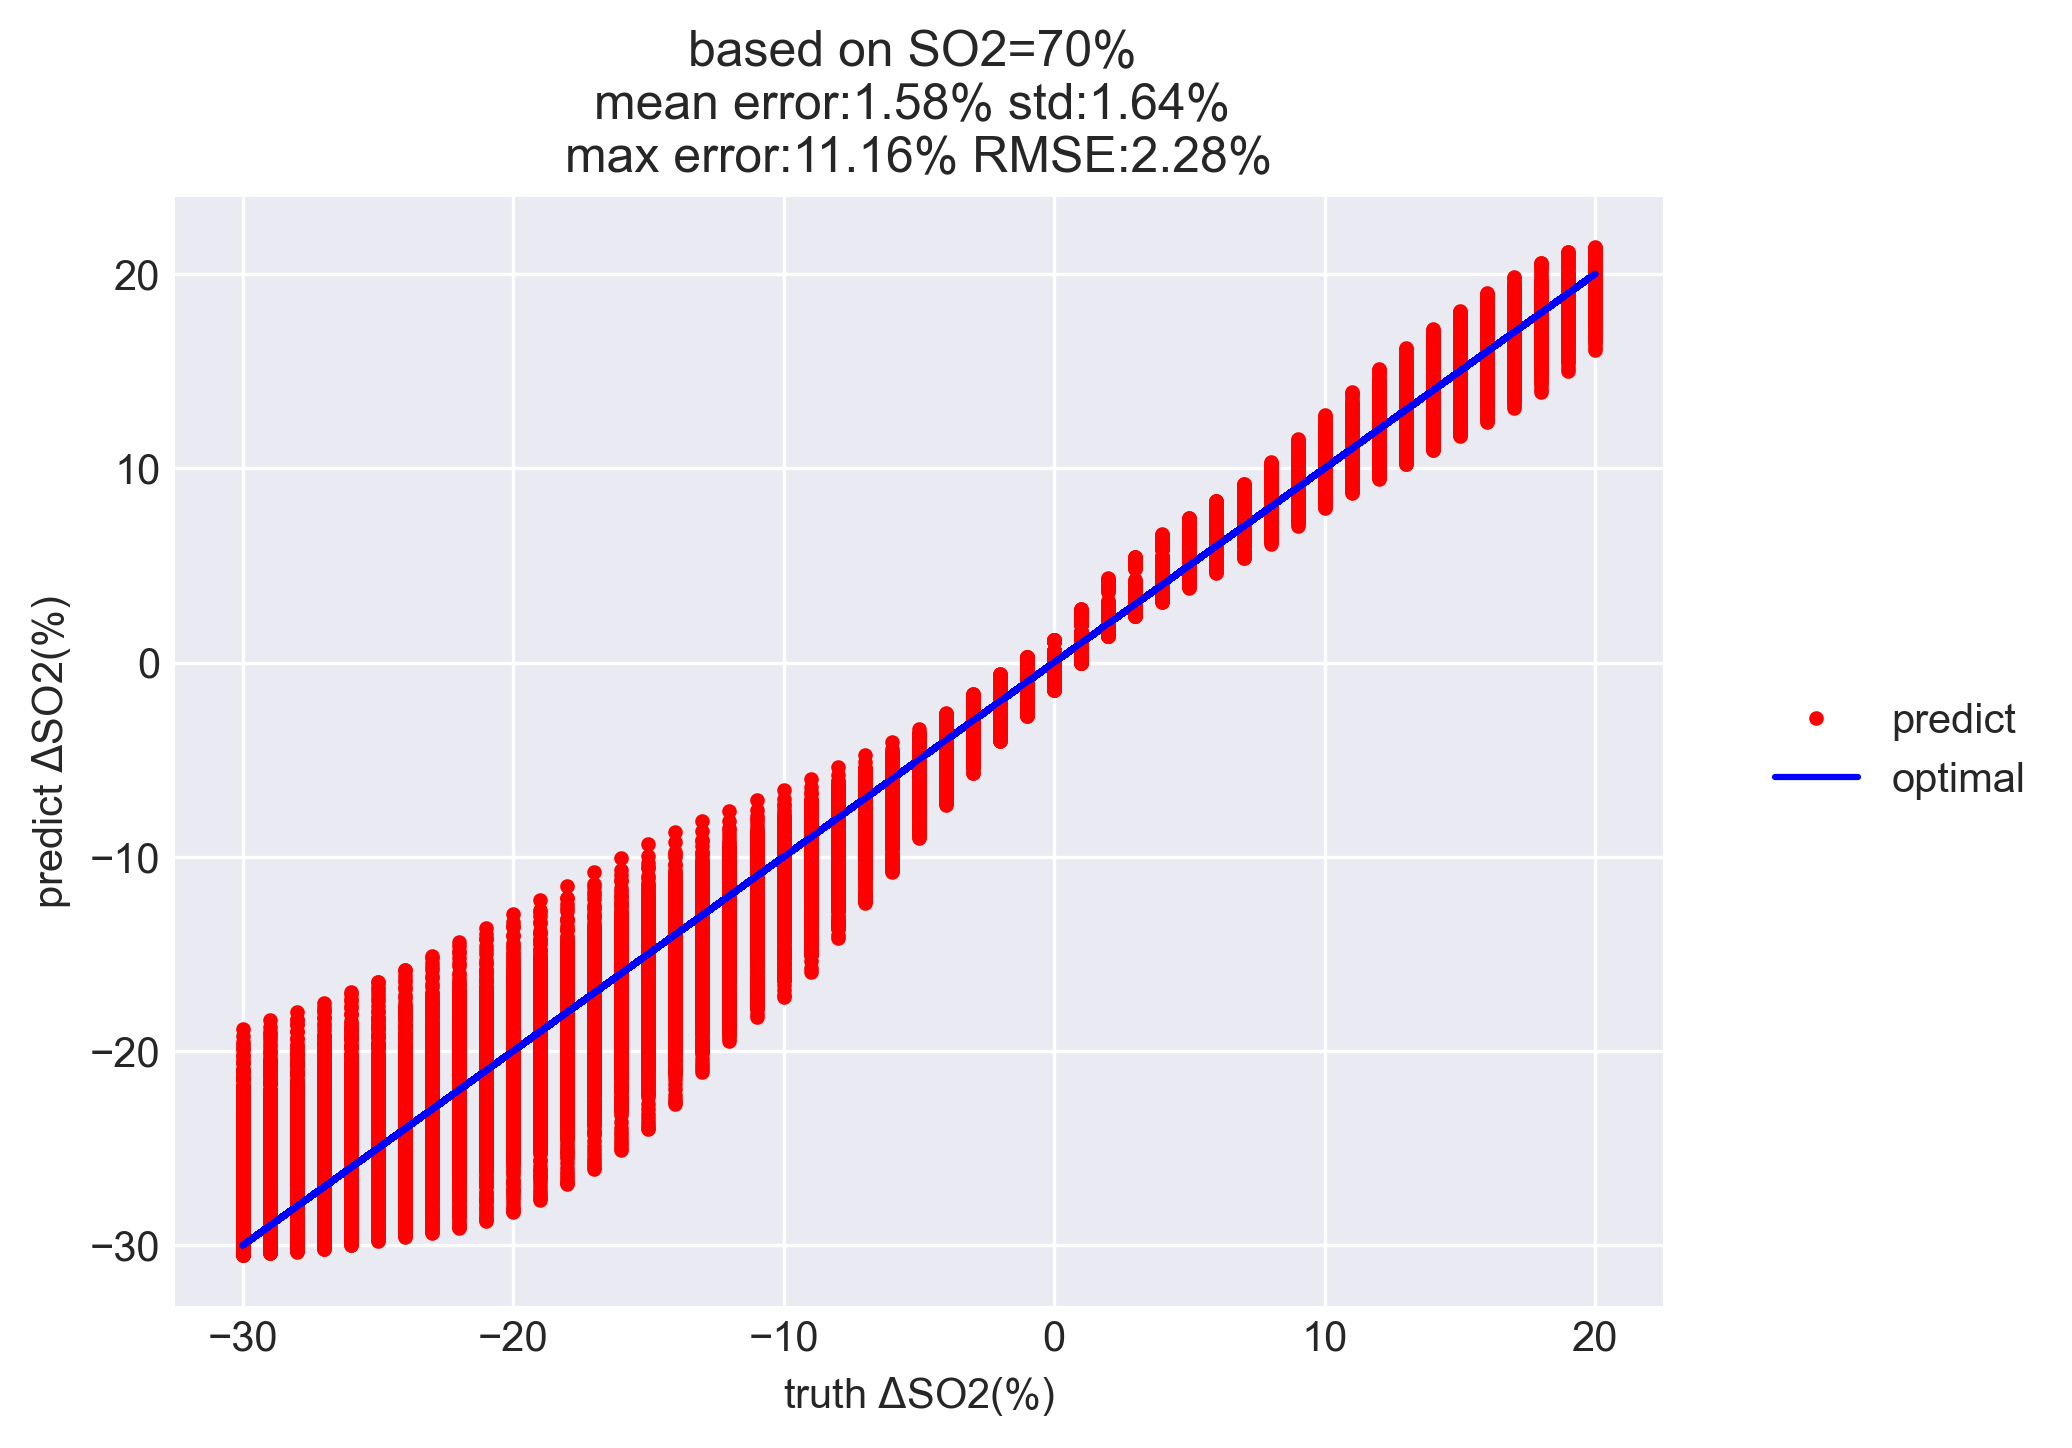 based on SO2=70%
mean error:1.58% std:1.64%
max error:11.16% RMSE:2.28%
20
10
0
−10
−20
−30
predict ΔSO2(%)
−30 −20 −10 0 10 20
truth ΔSO2(%)
predict
optimal